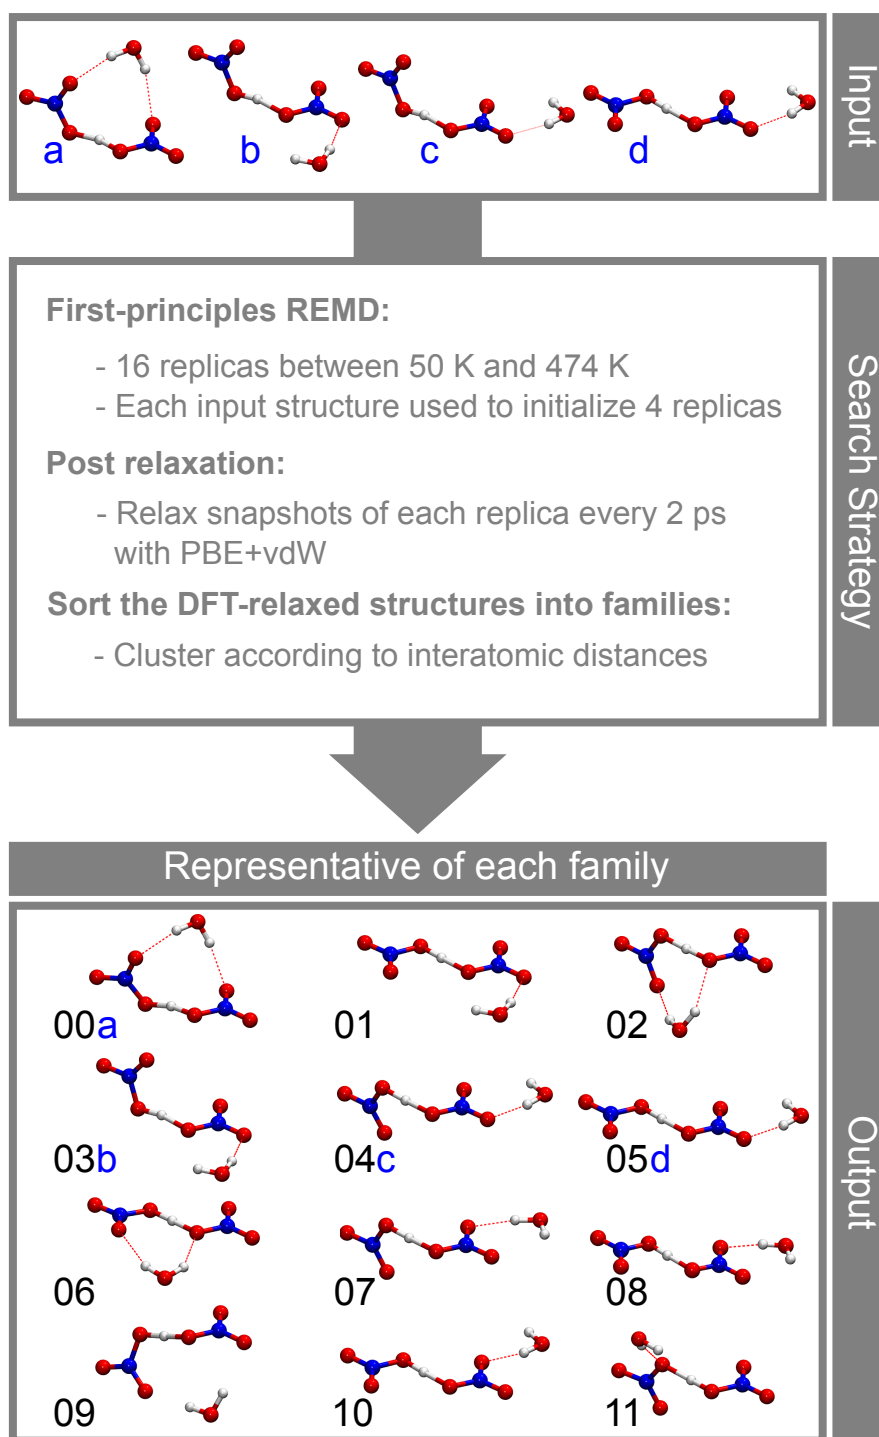 Input
a
b
c
d
Search Strategy
First-principles REMD:
- 16 replicas between 50 K and 474 K
- Each input structure used to initialize 4 replicas
Post relaxation:
- Relax snapshots of each replica every 2 ps
with PBE+vdW
Sort the DFT-relaxed structures into families:
- Cluster according to interatomic distances
Representative of each family
Output
00a
01
02
03b
04c
05d
06
07
08
09
10
11